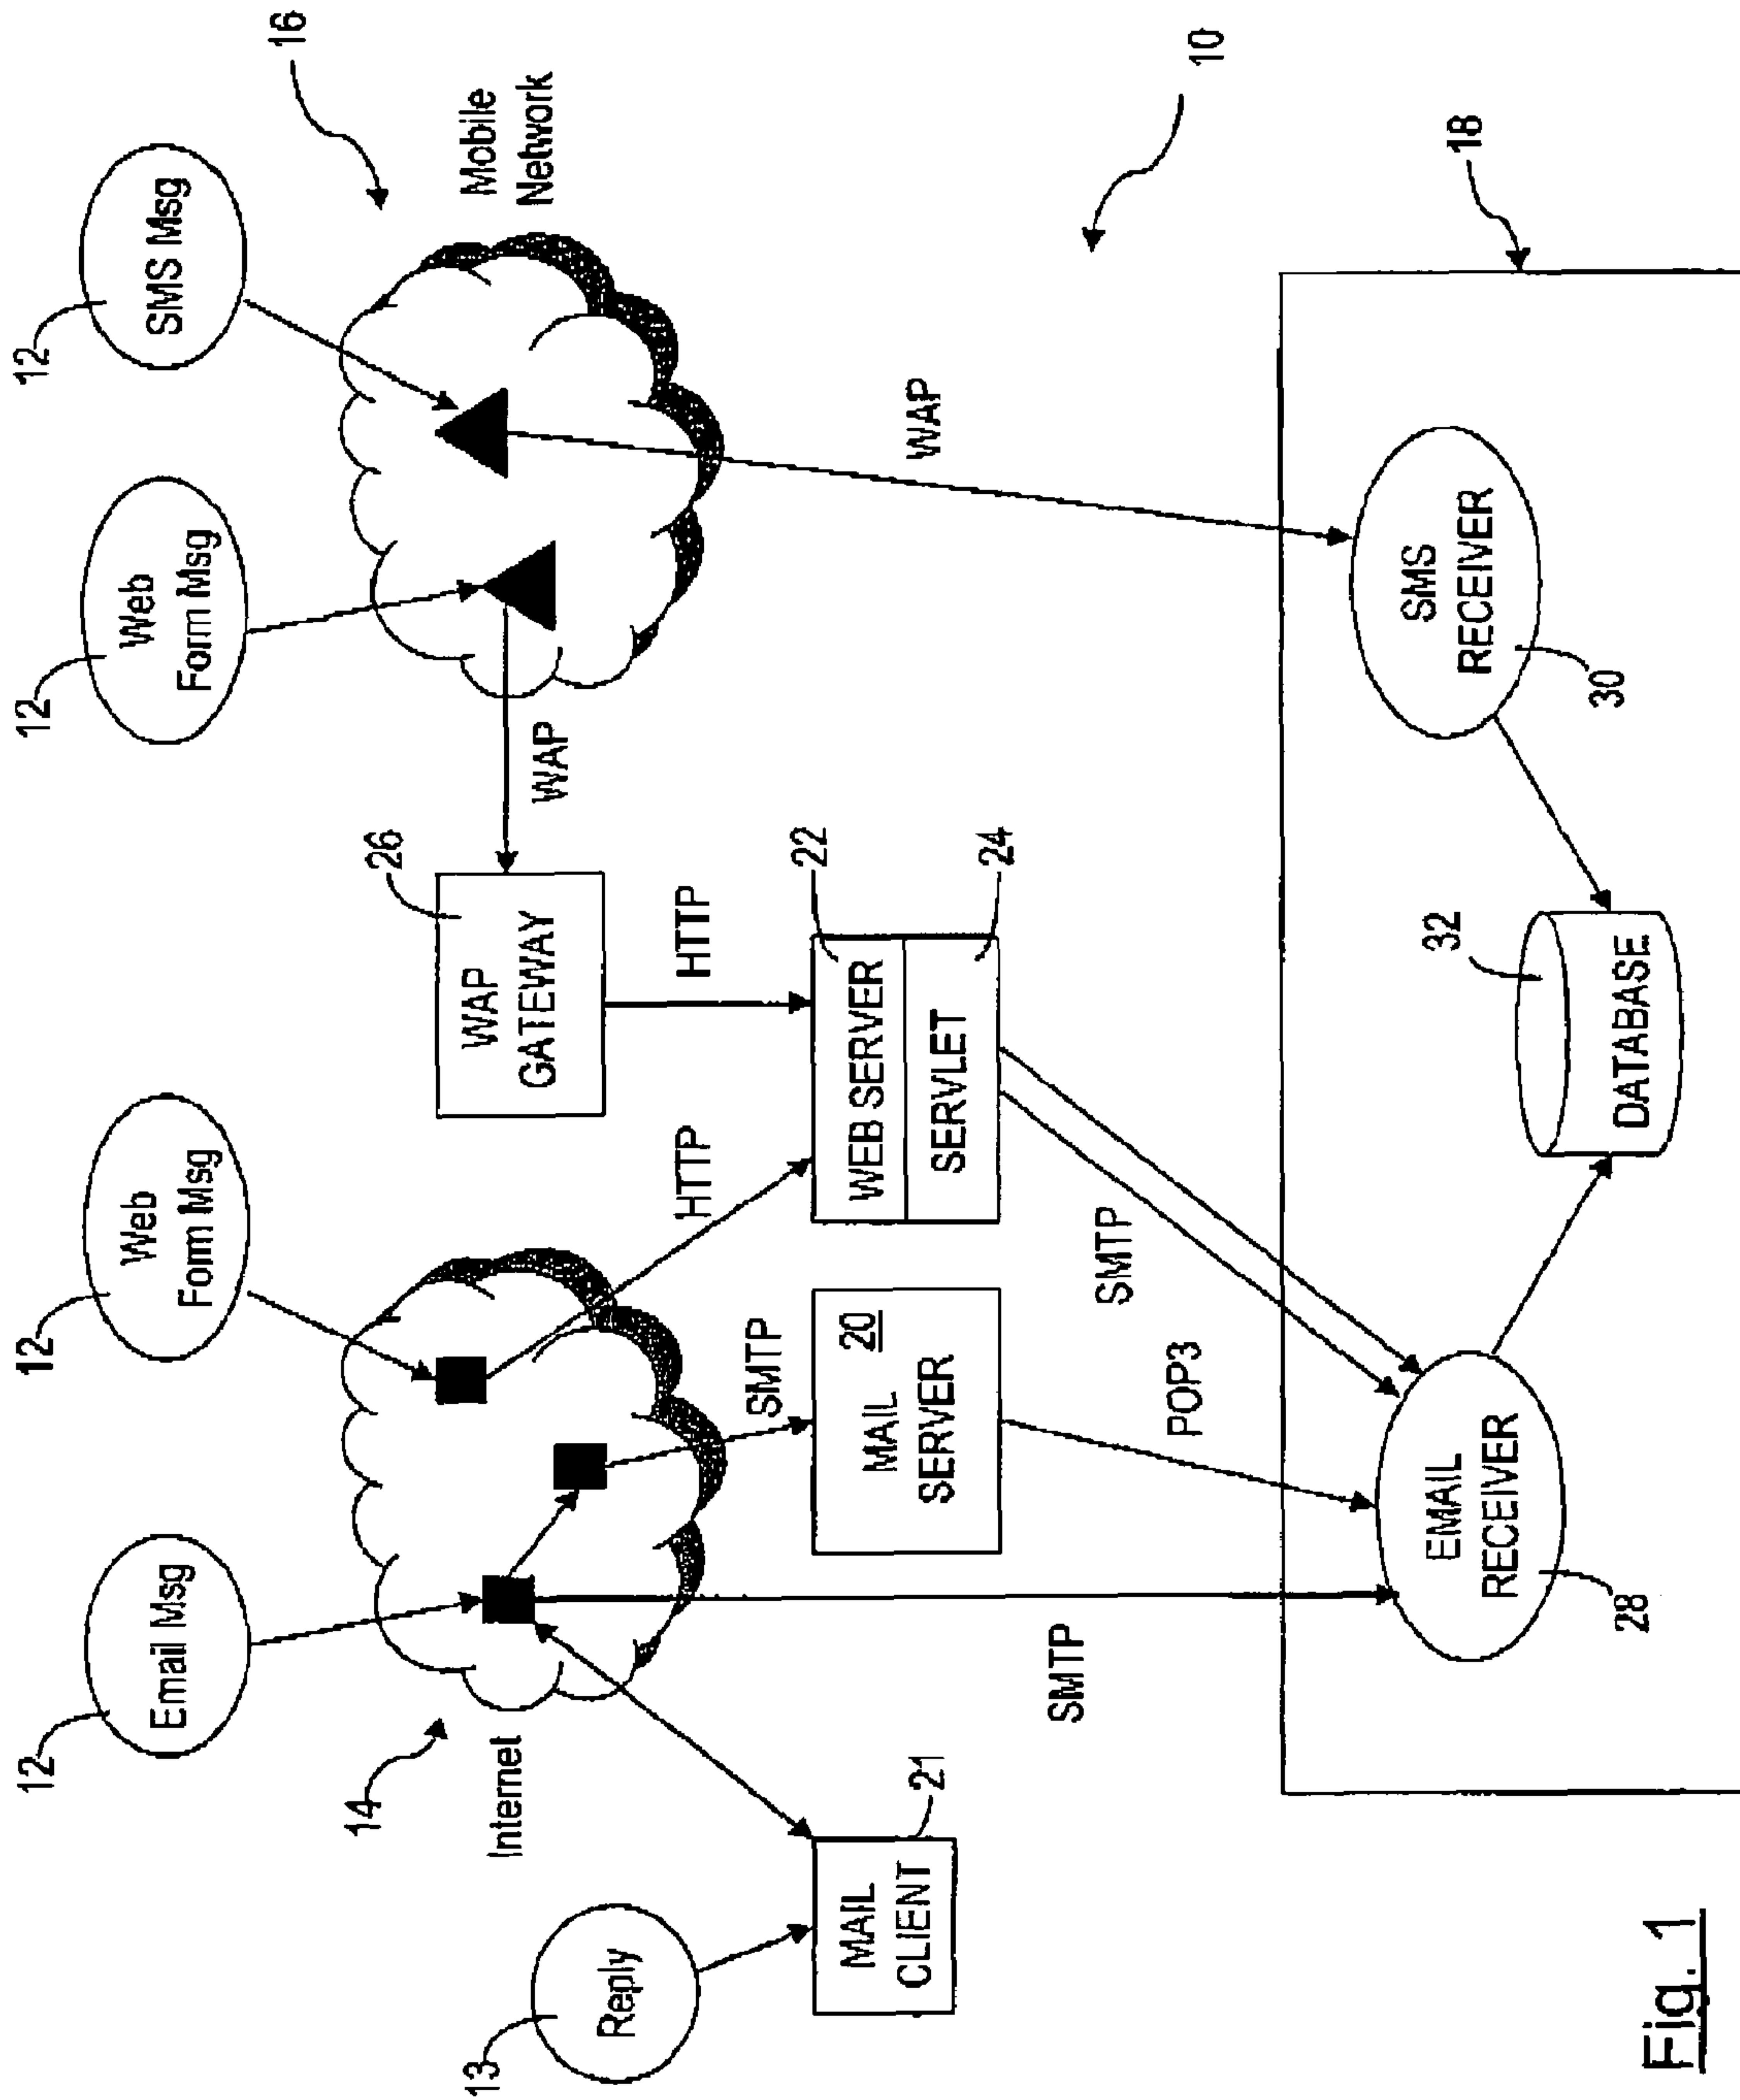 12
Email Msg
12
Web
Form Msg
12
Web
Form Msg
12
SMS Msg
16
14
Internet
Mobile
Network
13
Reply
MAIL
CLIENT
21
SMTP
HTTP
WAP
GATEWAY
26
WAP
HTTP
MAIL
SERVER
20
WEB SERVER
22
SERVLET
24
WAP
10
SMTP
POP3
SMTP
18
EMAIL
RECEIVER
28
DATABASE
32
SMS
RECEIVER
30
Fig. 1